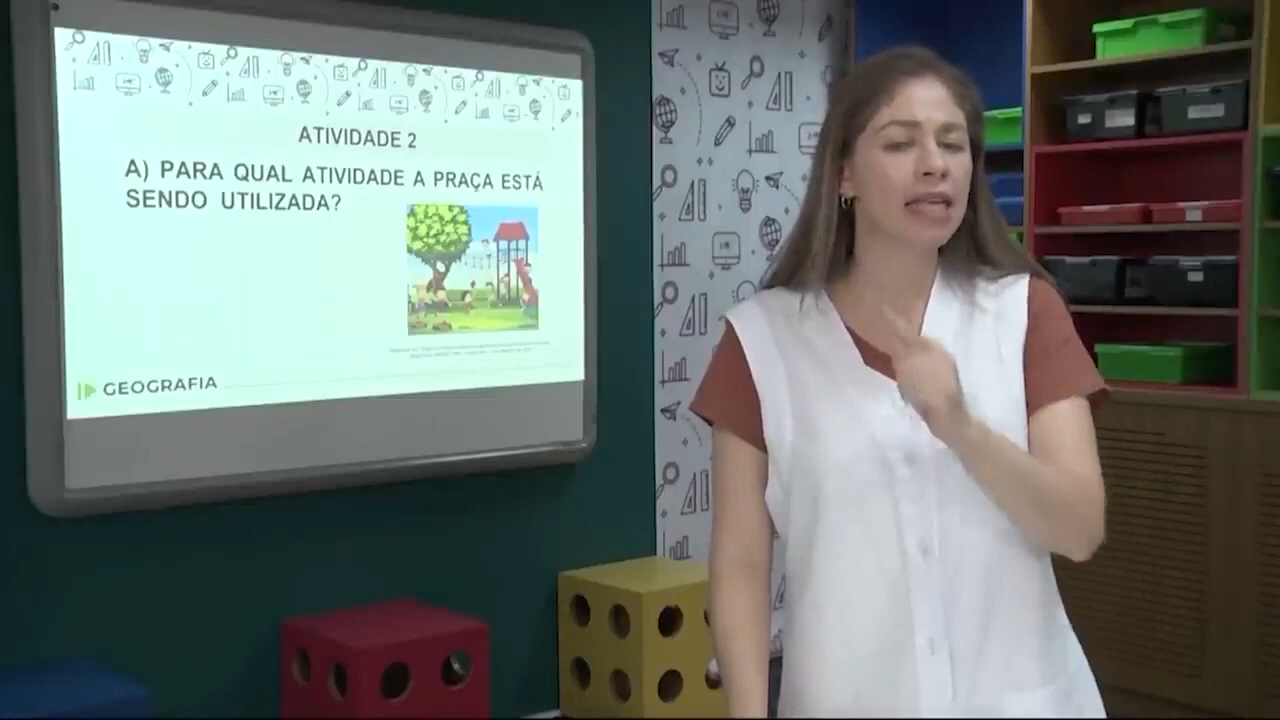 ATIVIDADE 2
A) PARA QUAL ATIVIDADE A PRAÇA ESTÁ
SENDO UTILIZADA?
GEOGRAFIA